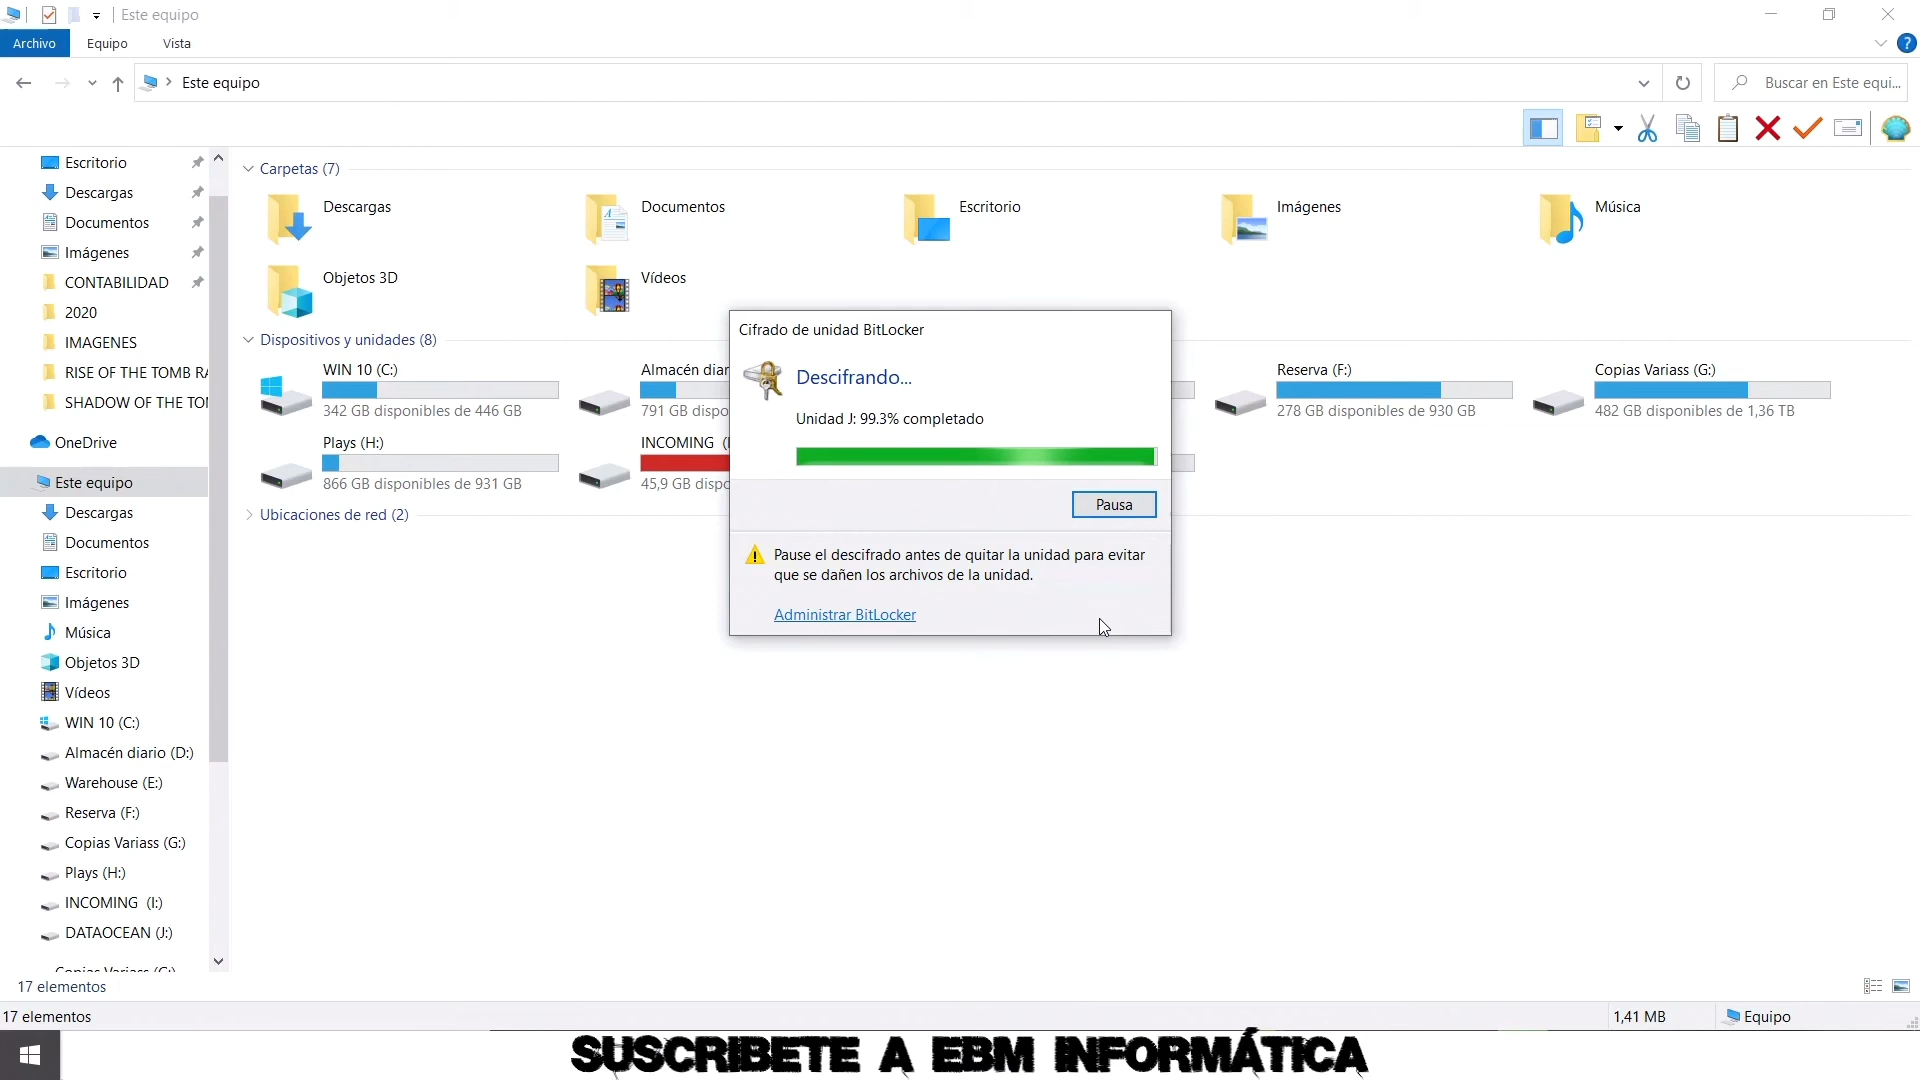 Este equipo
Archivo Equipo Vista
?
Este equipo
Buscar en Este equi...
Escritorio
Descargas
Documentos
Imágenes
CONTABILIDAD
2020
IMAGENES
RISE OF THE TOMB RA
SHADOW OF THE TO
OneDrive
Este equipo
Descargas
Documentos
Escritorio
Imágenes
Música
Objetos 3D
Vídeos
WIN 10 (C:)
Almacén diario (D:)
Warehouse (E:)
Reserva (F:)
Copias Variass (G:)
Plays (H:)
INCOMING (I:)
DATAOCEAN (J:)
Copias Variass (G:)
Carpetas (7)
Descargas
Documentos
Escritorio
Imágenes
Música
Objetos 3D
Vídeos
Dispositivos y unidades (8)
WIN 10 (C:)
342 GB disponibles de 446 GB
Almacén diar
791 GB dispo
Reserva (F:)
278 GB disponibles de 930 GB
Copias Variass (G:)
482 GB disponibles de 1,36 TB
Plays (H:)
866 GB disponibles de 931 GB
INCOMING (
45,9 GB dispo
Ubicaciones de red (2)
Cifrado de unidad BitLocker
Descifrando...
Unidad J: 99.3% completado
Pausa
Pause el descifrado antes de quitar la unidad para evitar
que se dañen los archivos de la unidad.
Administrar BitLocker
17 elementos
17 elementos
1,41 MB
Equipo
SUSCRIBETE A EBM INFORMÁTICA